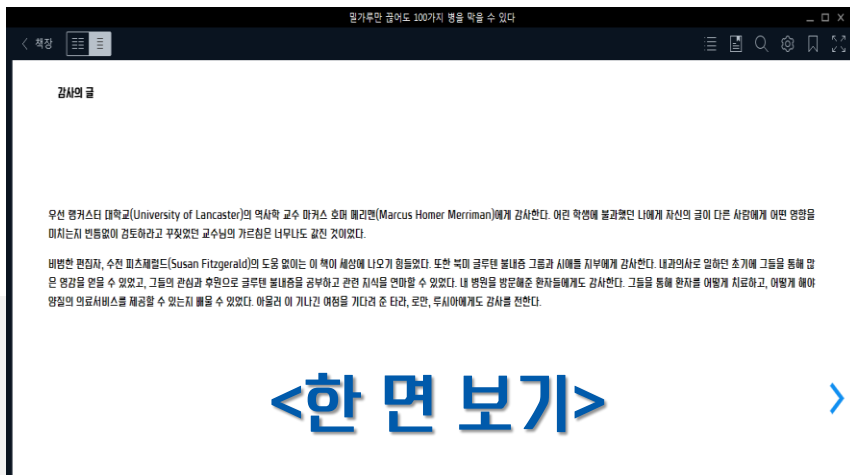 밀가루만 끊어도 100가지 병을 막을 수 있다
책장
감사의 글
우선 랭커스터 대학교(University of Lancaster)의 역사학 교수 마커스 호머 메리맨(Marcus Homer Merriman)에게 감사한다. 어린 학생에 불과했던 나에게 자신의 글이 다른 사람에게 어떤 영향을
미치는지 빈틈없이 검토하라고 꾸짖었던 교수님의 가르침은 너무나도 값진 것이었다.
비범한 편집자, 수전 피츠제럴드(Susan Fitzgerald)의 도움 없이는 이 책이 세상에 나오기 힘들었다. 또한 북미 글루텐 불내증 그룹과 시애틀 지부에게 감사한다. 내과의사로 일하던 초기에 그들을 통해 많
은 영감을 얻을 수 있었고, 그들의 관심과 후원으로 글루텐 불내증을 공부하고 관련 지식을 연마할 수 있었다. 내 병원을 방문해준 환자들에게도 감사한다. 그들을 통해 환자를 어떻게 치료하고, 어떻게 해야
양질의 의료서비스를 제공할 수 있는지 배울 수 있었다. 아울러 이 기나긴 여정을 기다려 준 타라, 로만, 루시아에게도 감사를 전한다.
<한 면 보기>